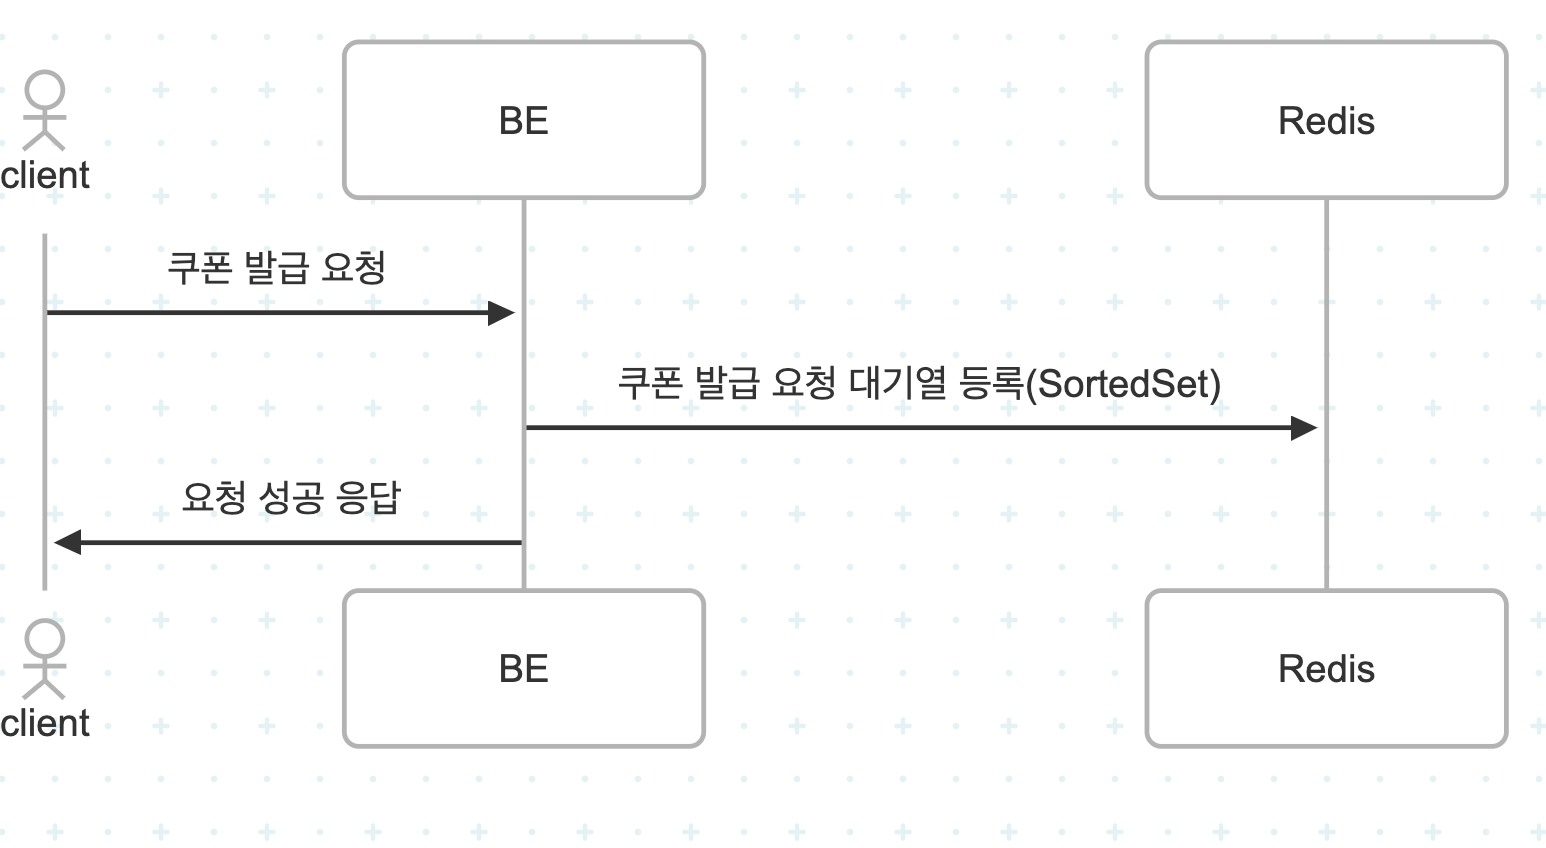 BE
Redis
client
쿠폰 발급 요청
쿠폰 발급 요청 대기열 등록(SortedSet)
요청 성공 응답
BE
Redis
client